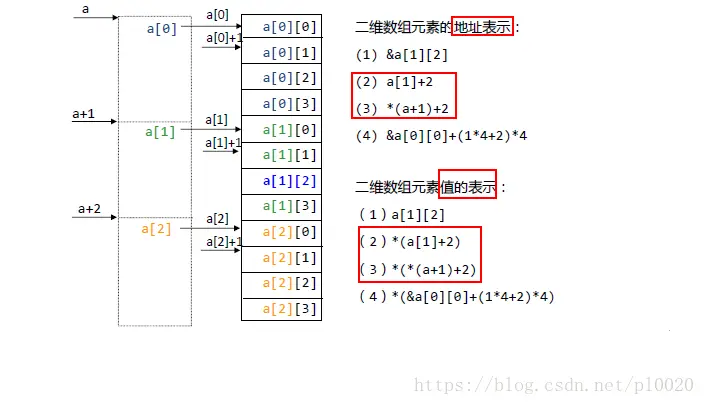 a
a[0]
a[0]
a[0]+1
a[0][0]
a[0][1]
a[0][2]
a[0][3]
a+1
a[1]
a[1]
a[1]+1
a[1][0]
a[1][1]
a[1][2]
a[1][3]
a+2
a[2]
a[2]
a[2]+1
a[2][0]
a[2][1]
a[2][2]
a[2][3]
二维数组元素的地址表示：
(1) &a[1][2]
(2) a[1]+2
(3) *(a+1)+2
(4) &a[0][0]+(1*4+2)*4
二维数组元素值的表示：
（1）a[1][2]
（2）*(a[1]+2)
（3）*(*(a+1)+2)
（4）*(&a[0][0]+(1*4+2)*4)
https://blog.csdn.net/pl0020